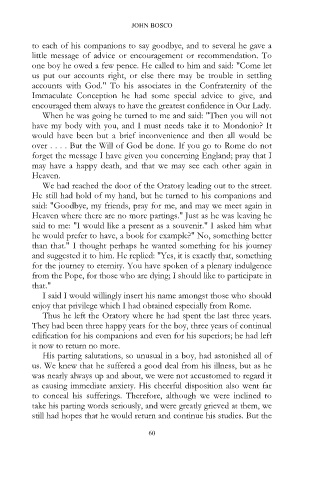 JOHN BOSCO
to each of his companions to say goodbye, and to several he gave a
little message of advice or encouragement or recommendation. To
one boy he owed a few pence. He called to him and said: "Come let
us put our accounts right, or else there may be trouble in settling
accounts with God." To his associates in the Confraternity of the
Immaculate Conception he had some special advice to give, and
encouraged them always to have the greatest confidence in Our Lady.
When he was going he turned to me and said: "Then you will not
have my body with you, and I must needs take it to Mondonio? It
would have been but a brief inconvenience and then all would be
over . . . . But the Will of God be done. If you go to Rome do not
forget the message I have given you concerning England; pray that I
may have a happy death, and that we may see each other again in
Heaven.
We had reached the door of the Oratory leading out to the street.
He still had hold of my hand, but he turned to his companions and
said: "Goodbye, my friends, pray for me, and may we meet again in
Heaven where there are no more partings." Just as he was leaving he
said to me: "I would like a present as a souvenir." I asked him what
he would prefer to have, a book for example?" No, something better
than that." I thought perhaps he wanted something for his journey
and suggested it to him. He replied: "Yes, it is exactly that, something
for the journey to eternity. You have spoken of a plenary indulgence
from the Pope, for those who are dying; I should like to participate in
that."
I said I would willingly insert his name amongst those who should
enjoy that privilege which I had obtained especially from Rome.
Thus he left the Oratory where he had spent the last three years.
They had been three happy years for the boy, three years of continual
edification for his companions and even for his superiors; he had left
it now to return no more.
His parting salutations, so unusual in a boy, had astonished all of
us. We knew that he suffered a good deal from his illness, but as he
was nearly always up and about, we were not accustomed to regard it
as causing immediate anxiety. His cheerful disposition also went far
to conceal his sufferings. Therefore, although we were inclined to
take his parting words seriously, and were greatly grieved at them, we
still had hopes that he would return and continue his studies. But the
60